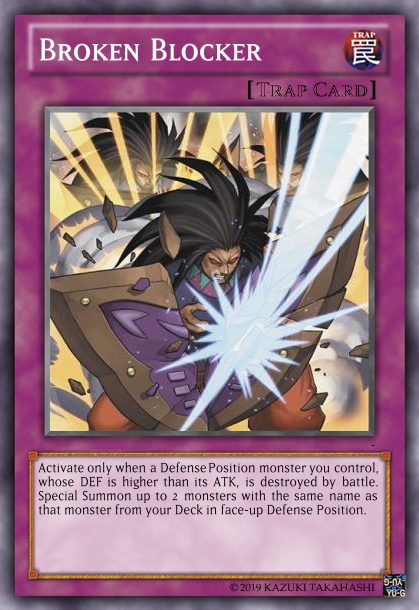 BROKEN BLOCKER
TRAP
罠
[TRAP CARD]
Activate only when a Defense Position monster you control,
whose DEF is higher than its ATK, is destroyed by battle.
Special Summon up to 2 monsters with the same name as
that monster from your Deck in face-up Defense Position.
©2019 KAZUKI TAKAHASHI
YU-G